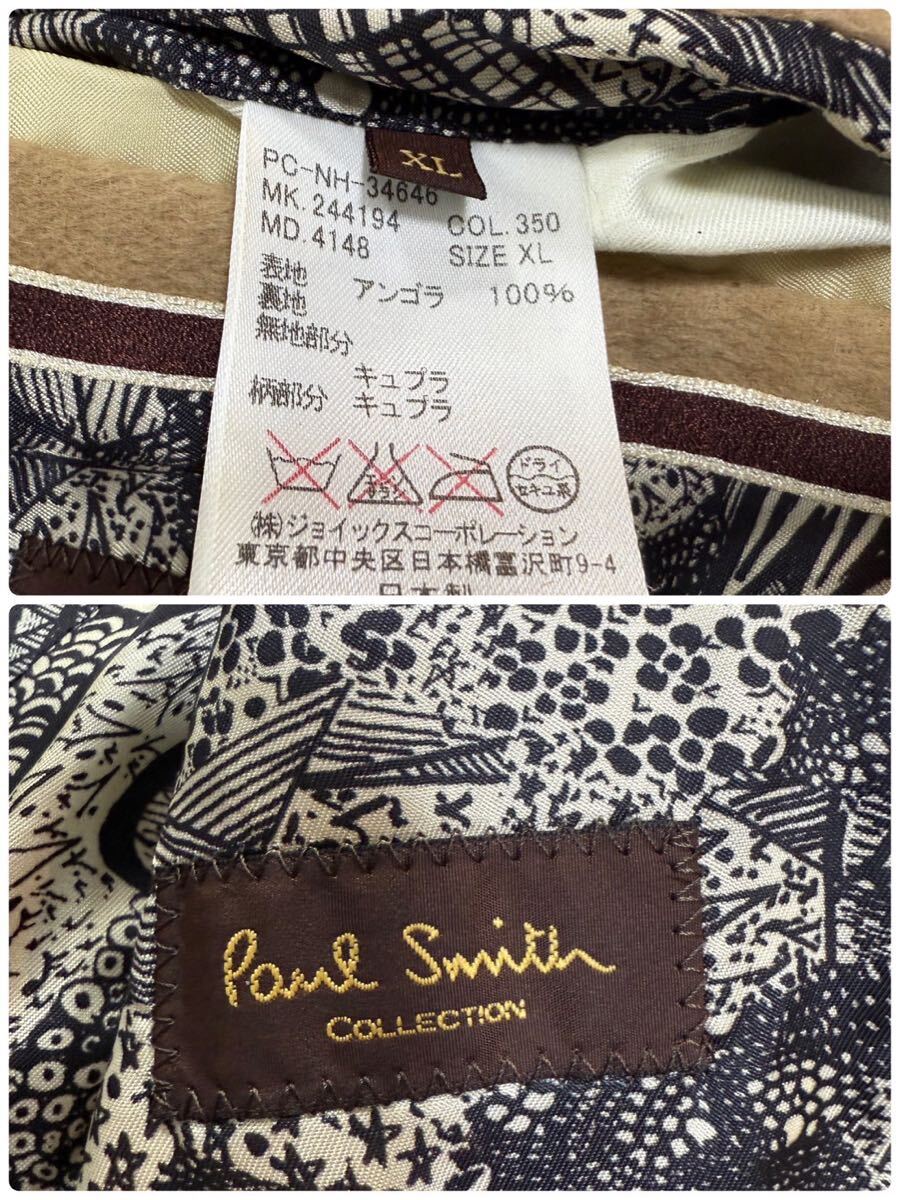 XL
PC-NH-34646
MK.244194 COL.350
MD.4148 SIZE XL
表地 アンゴラ 100%
裏地
無地部分 キュプラ
柄部分 キュプラ
ドライ
セキユ系
(株)ジョイックスコーポレーション
東京都中央区日本橋富沢町9-4
日本製
Paul Smith
COLLECTION